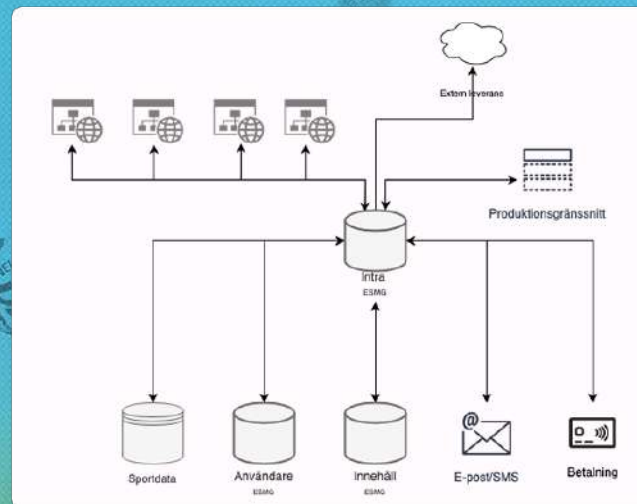 Extern leverans
Produktionsgränssnitt
Intra
ESMG
Sportdata
Användare
ESMG
Innehåll
ESMG
@
E-post/SMS
Betalning